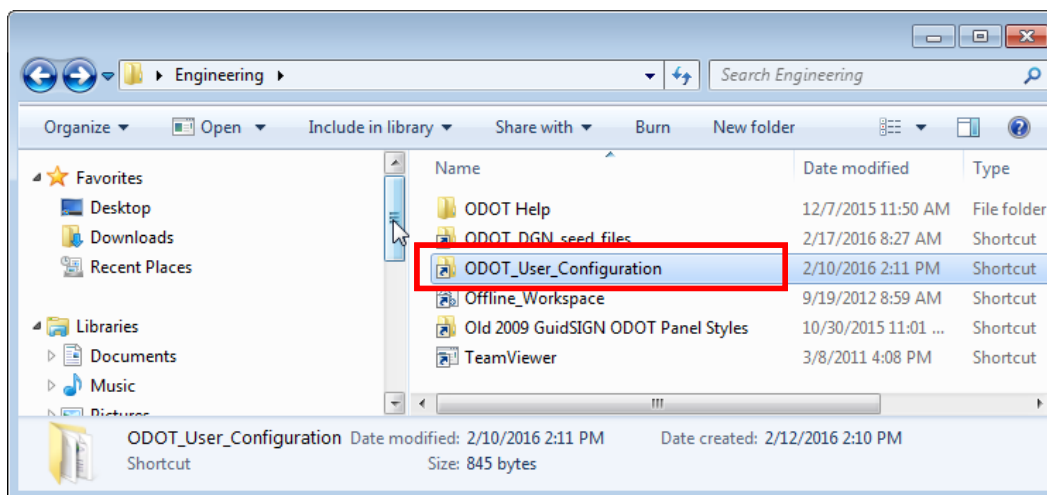 Engineering
Search Engineering
Organize Open Include in library Share with Burn New folder
Favorites
Desktop
Downloads
Recent Places
Libraries
Documents
Music
Pictures
Name Date modified Type
ODOT Help 12/7/2015 11:50 AM File folder
ODOT_DGN_seed_files 2/17/2016 8:27 AM Shortcut
ODOT_User_Configuration 2/10/2016 2:11 PM Shortcut
Offline_Workspace 9/19/2012 8:59 AM Shortcut
Old 2009 GuidSIGN ODOT Panel Styles 10/30/2015 11:01 ... Shortcut
TeamViewer 3/8/2011 4:08 PM Shortcut
ODOT_User_Configuration Date modified: 2/10/2016 2:11 PM Date created: 2/12/2016 2:10 PM
Shortcut Size: 845 bytes